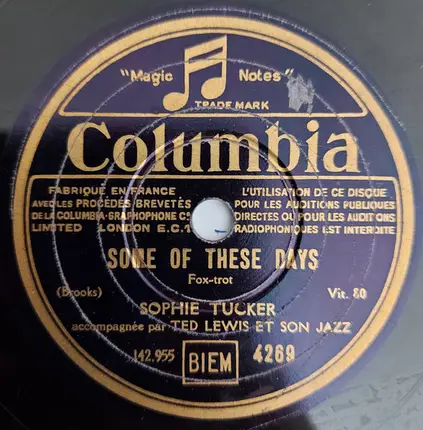 "Magic Notes"
TRADE MARK
Columbia
FABRIQUÉ EN FRANCE
AVEC LES PROCÉDÉS BREVETÉS
DE LA COLUMBIA-GRAPHOPHONE Cº
LIMITED LONDON E.C.1
L'UTILISATION DE CE DISQUE
POUR LES AUDITIONS PUBLIQUES
DIRECTES OU POUR LES AUDITIONS
RADIOPHONIQUES EST INTERDITE
SOME OF THESE DAYS
Fox-trot
(Brooks)
Vit. 80
SOPHIE TUCKER
accompagnée par TED LEWIS ET SON JAZZ
142.955
BIEM
4269